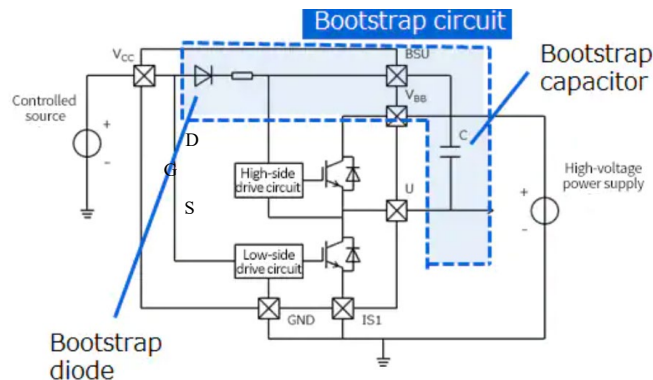 Bootstrap circuit
VCC
BSU
Bootstrap
capacitor
VBB
Controlled
source
+
-
D
C
G
High-side
drive circuit
High-voltage
power supply
S
U
+
-
Low-side
drive circuit
GND
IS1
Bootstrap
diode